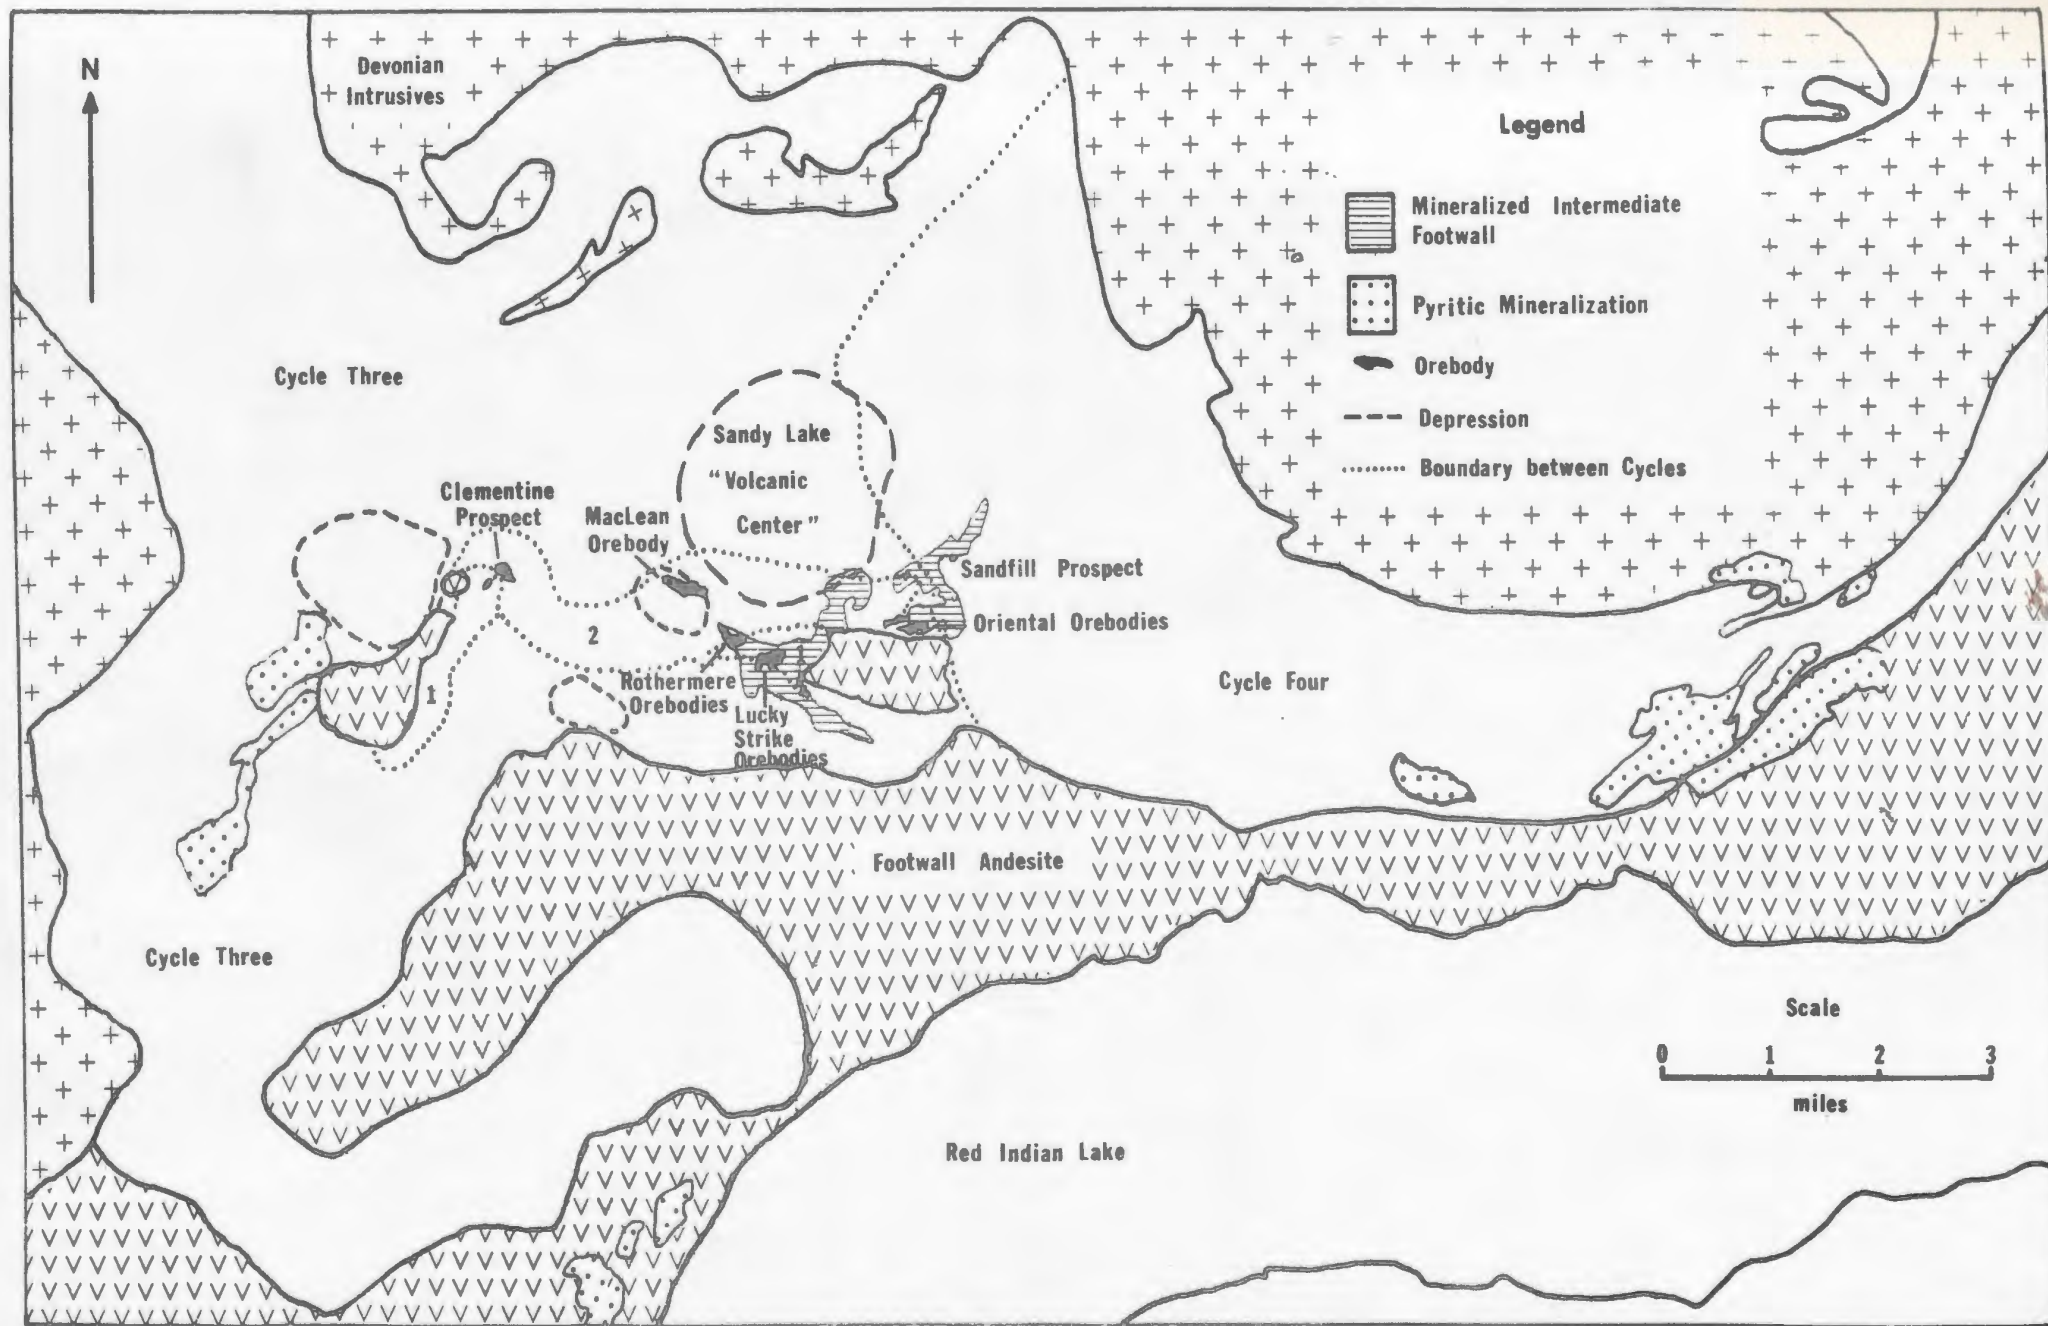 N
Devonian
Intrusives
Legend
Mineralized Intermediate
Footwall
Pyritic Mineralization
Orebody
Depression
Boundary between Cycles
Cycle Three
Sandy Lake
“Volcanic
Center”
Clementine
Prospect
MacLean
Orebody
Sandfill Prospect
Oriental Orebodies
2
1
1
Rothermere
Orebodies
Lucky
Strike
Orebodies
Cycle Four
Footwall Andesite
Cycle Three
Scale
0 1 2 3
miles
Red Indian Lake